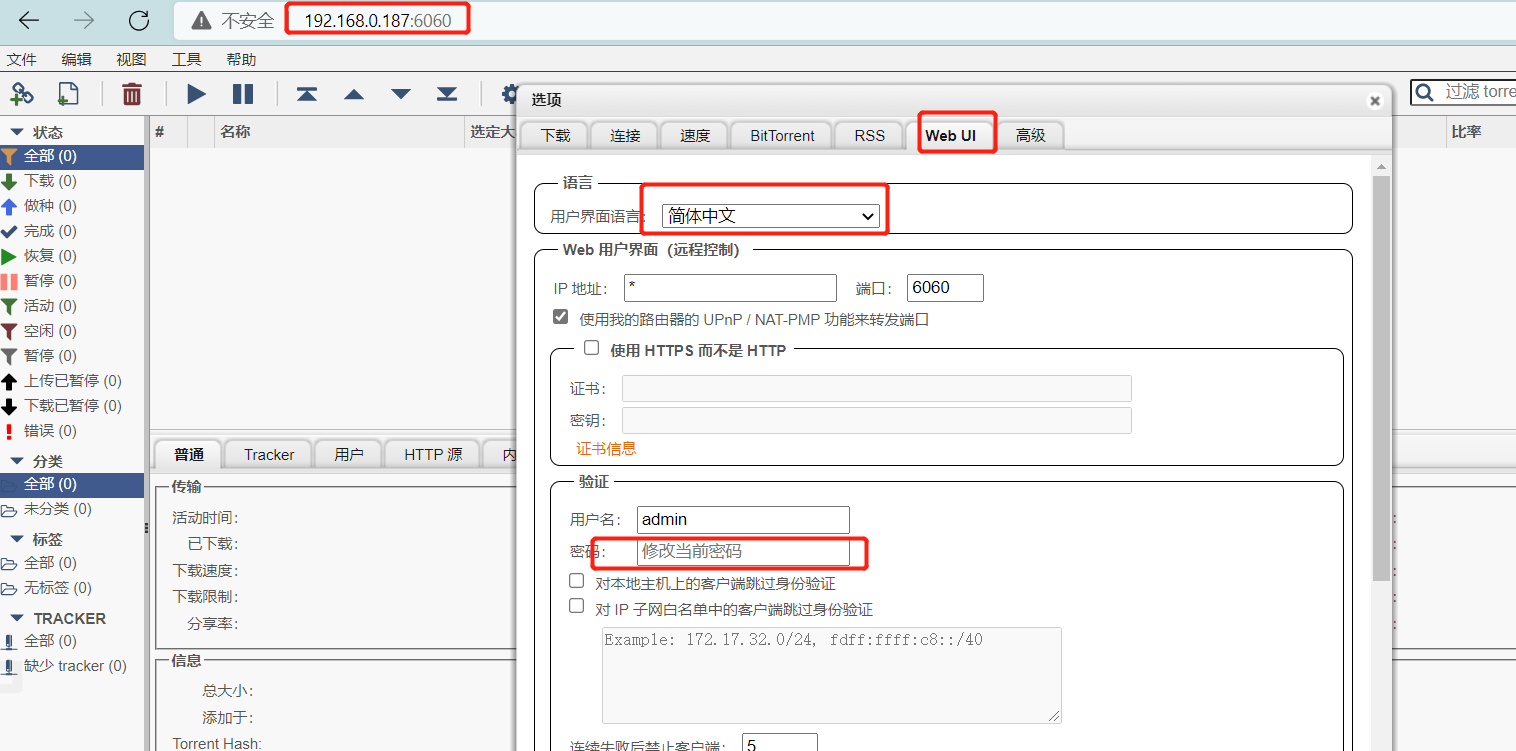 不安全 192.168.0.187:6060
文件 编辑 视图 工具 帮助
过滤 torre
# 名称 选定大 比率
状态
全部 (0)
下载 (0)
做种 (0)
完成 (0)
恢复 (0)
暂停 (0)
活动 (0)
空闲 (0)
暂停 (0)
上传已暂停 (0)
下载已暂停 (0)
错误 (0)
分类
全部 (0)
未分类 (0)
标签
全部 (0)
无标签 (0)
TRACKER
全部 (0)
缺少 tracker (0)
普通 Tracker 用户 HTTP 源 内
传输
活动时间:
已下载:
下载速度:
下载限制:
分享率:
信息
总大小:
添加于:
Torrent Hash:
选项
下载 连接 速度 BitTorrent RSS Web UI 高级
语言
用户界面语言: 简体中文
Web 用户界面（远程控制）
IP 地址: * 端口: 6060
使用我的路由器的 UPnP / NAT-PMP 功能来转发端口
使用 HTTPS 而不是 HTTP
证书:
密钥:
证书信息
验证
用户名: admin
密码: 修改当前密码
对本地主机上的客户端跳过身份验证
对 IP 子网白名单中的客户端跳过身份验证
Example: 172.17.32.0/24, fdff:ffff:c8::/40
连续失败后禁止客户端: 5